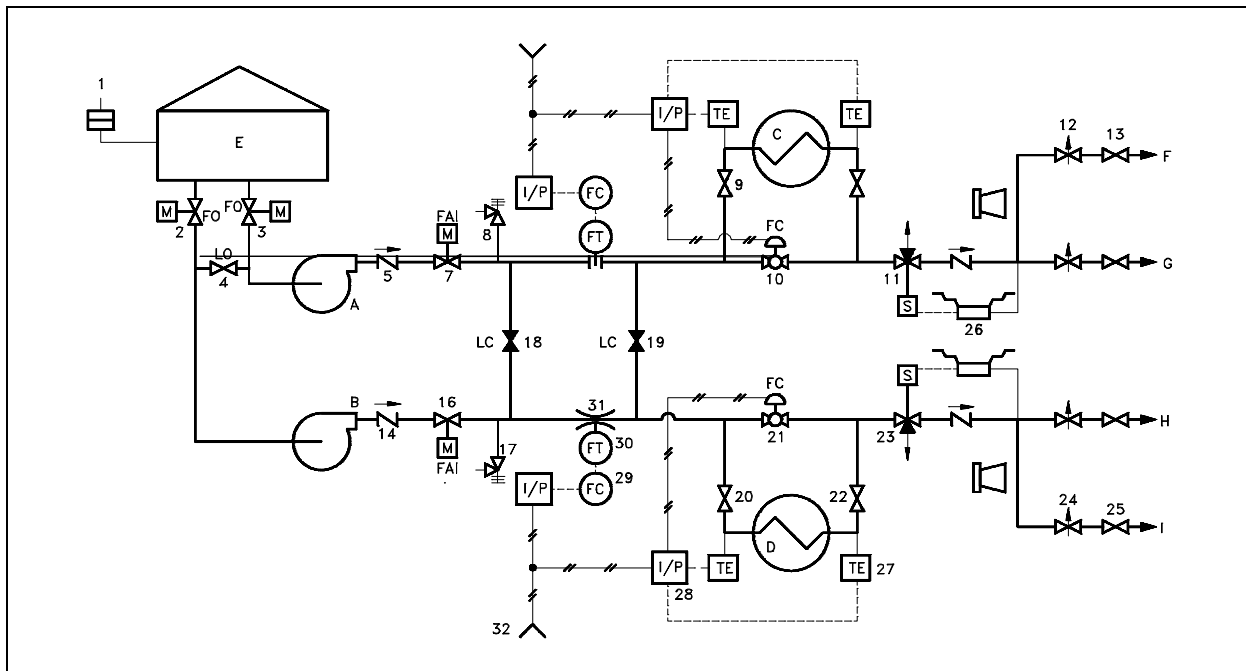 1
E
M
FO
FO
M
2
3
LO
4
A
5
FAI
M
7
8
I/P
FC
FT
I/P
TE
TE
C
9
FC
10
11
S
26
12
13
F
G
LC
18
LC
19
B
14
16
M
FAI
17
31
FT
30
FC
29
I/P
FC
21
S
23
H
20
22
D
I/P
28
TE
TE
27
24
25
I
32